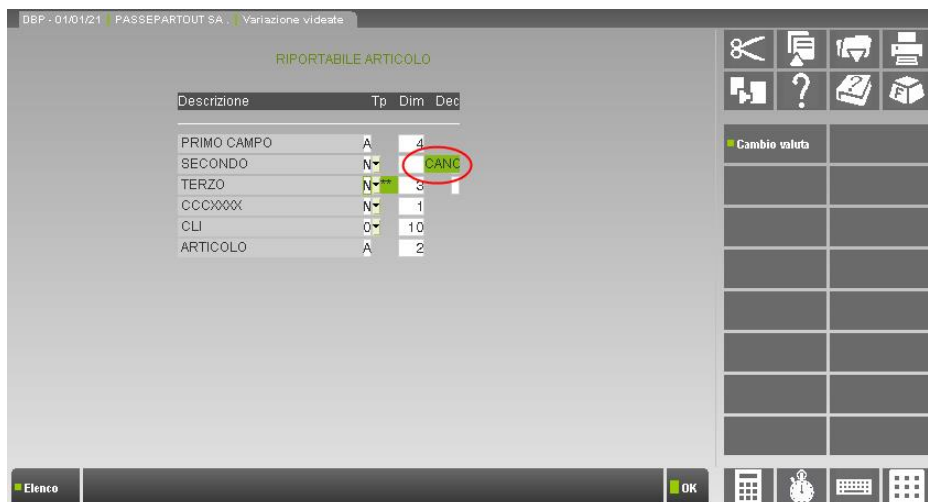 DBP - 01/01/21 PASSEPARTOUT SA . Variazione videate
RIPORTABILE ARTICOLO
Descrizione Tp Dim Dec
PRIMO CAMPO A 4
SECONDO N CANC
TERZO N ** 3
CCCXXXX N 1
CLI 0 10
ARTICOLO A 2
Cambio valuta
Elenco
OK